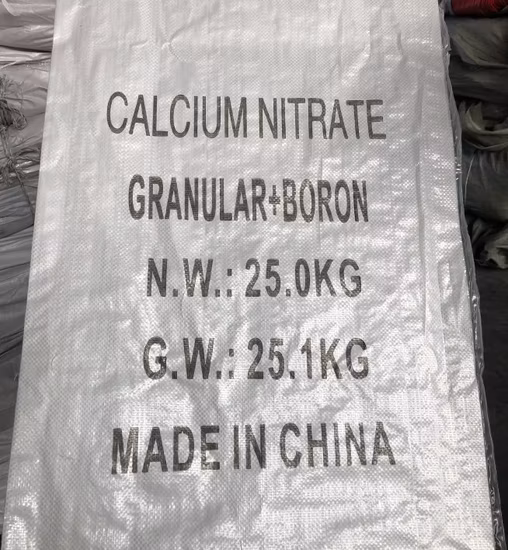 CALCIUM NITRATE
GRANULAR+BORON
N.W.: 25.0KG
G.W.: 25.1KG
MADE IN CHINA